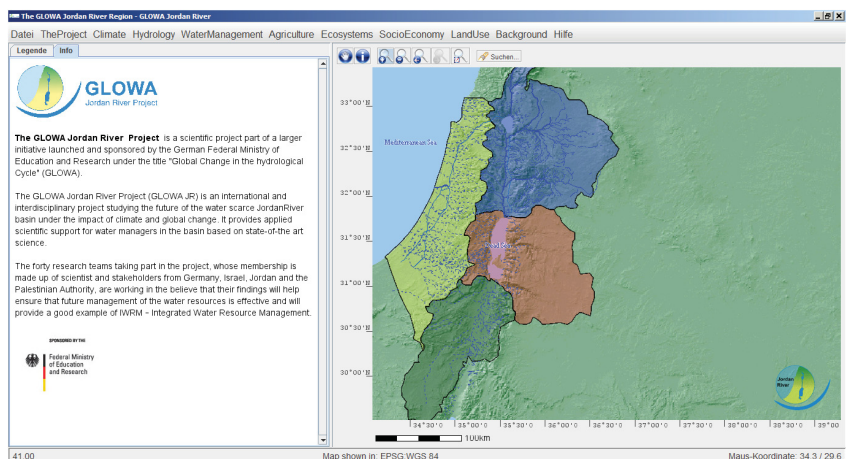 The GLOWA Jordan River Region - GLOWA Jordan River
Datei TheProject Climate Hydrology WaterManagement Agriculture Ecosystems SocioEconomy LandUse Background Hilfe
Legende Info
Suchen...
GLOWA
Jordan River Project
The GLOWA Jordan River Project is a scientific project part of a larger
initiative launched and sponsored by the German Federal Ministry of
Education and Research under the title "Global Change in the hydrological
Cycle" (GLOWA).
The GLOWA Jordan River Project (GLOWA JR) is an international and
interdisciplinary project studying the future of the water scarce JordanRiver
basin under the impact of climate and global change. It provides applied
scientific support for water managers in the basin based on state-of-the art
science.
The forty research teams taking part in the project, whose membership is
made up of scientist and stakeholders from Germany, Israel, Jordan and the
Palestinian Authority, are working in the believe that their findings will help
ensure that future management of the water resources is effective and will
provide a good example of IWRM – Integrated Water Resource Management.
SPONSORED BY THE
Federal Ministry
of Education
and Research
33°00'N
32°30'N
32°00'N
31°30'N
31°00'N
30°30'N
30°00'N
Mediterranean Sea
Dead Sea
Jordan
River
34°30'0 35°00'0 35°30'0 36°00'0 36°30'0 37°00'0 37°30'0 38°00'0 38°30'0 39°00
100km
41.00
Map shown in: EPSG:WGS 84
Maus-Koordinate: 34.3 / 29.6